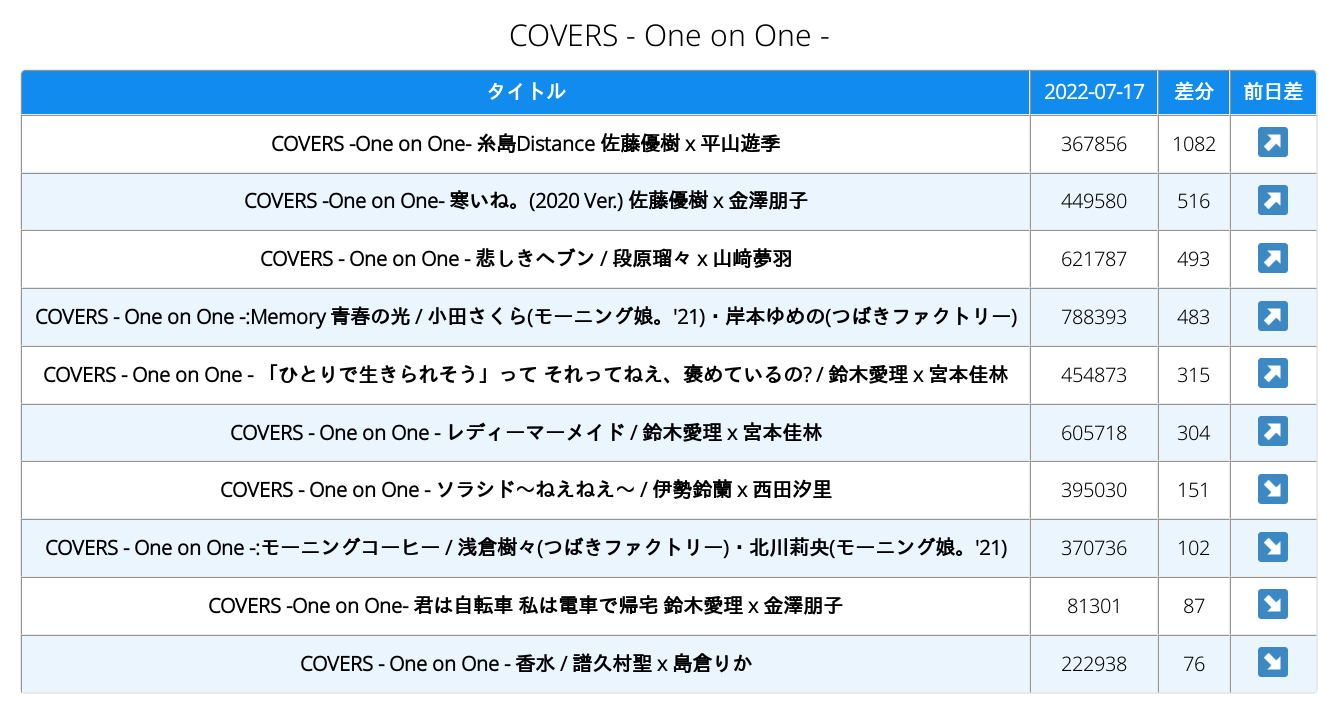 COVERS - One on One -
タイトル 2022-07-17 差分 前日差
COVERS -One on One- 糸島Distance 佐藤優樹 x 平山遊季 367856 1082 ↗
COVERS -One on One- 寒いね。(2020 Ver.) 佐藤優樹 x 金澤朋子 449580 516 ↗
COVERS - One on One - 悲しきヘブン / 段原瑠々 x 山﨑夢羽 621787 493 ↗
COVERS - One on One -:Memory 青春の光 / 小田さくら(モーニング娘。'21)・岸本ゆめの(つばきファクトリー) 788393 483 ↗
COVERS - One on One - 「ひとりで生きられそう」って それってねえ、褒めているの? / 鈴木愛理 x 宮本佳林 454873 315 ↗
COVERS - One on One - レディーマーメイド / 鈴木愛理 x 宮本佳林 605718 304 ↗
COVERS - One on One - ソラシド〜ねえねえ〜 / 伊勢鈴蘭 x 西田汐里 395030 151 ↘
COVERS - One on One -:モーニングコーヒー / 浅倉樹々(つばきファクトリー)・北川莉央(モーニング娘。'21) 370736 102 ↘
COVERS -One on One- 君は自転車 私は電車で帰宅 鈴木愛理 x 金澤朋子 81301 87 ↘
COVERS - One on One - 香水 / 譜久村聖 x 島倉りか 222938 76 ↘